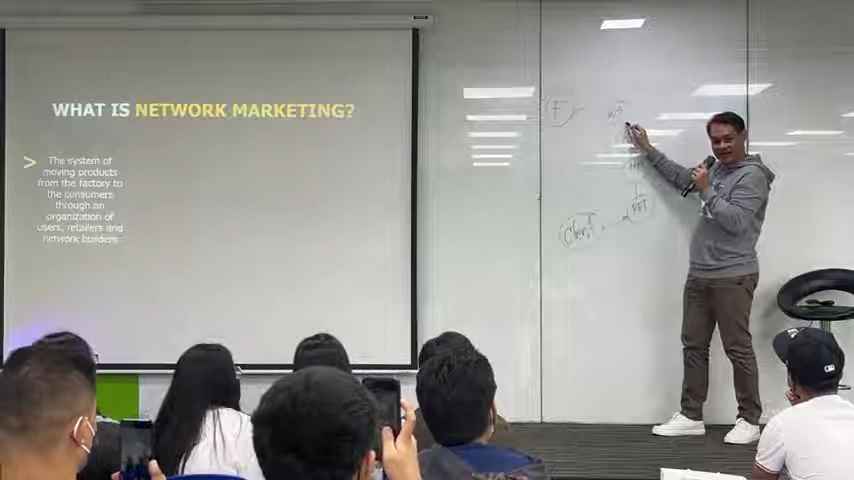 WHAT IS NETWORK MARKETING?
> The system of
moving products
from the factory to
the consumers
through an
organization of
users, retailers and
network builders
F